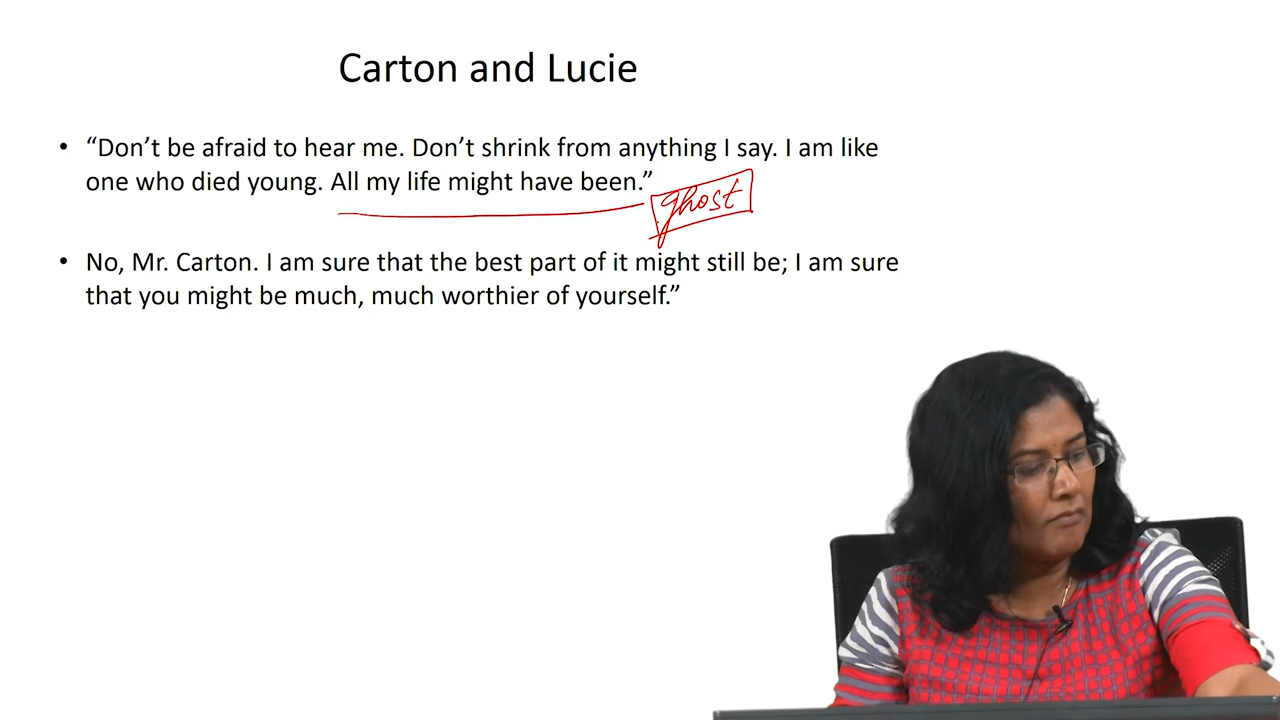 Carton and Lucie
• “Don’t be afraid to hear me. Don’t shrink from anything I say. I am like
one who died young. All my life might have been.”
ghost
• No, Mr. Carton. I am sure that the best part of it might still be; I am sure
that you might be much, much worthier of yourself.”